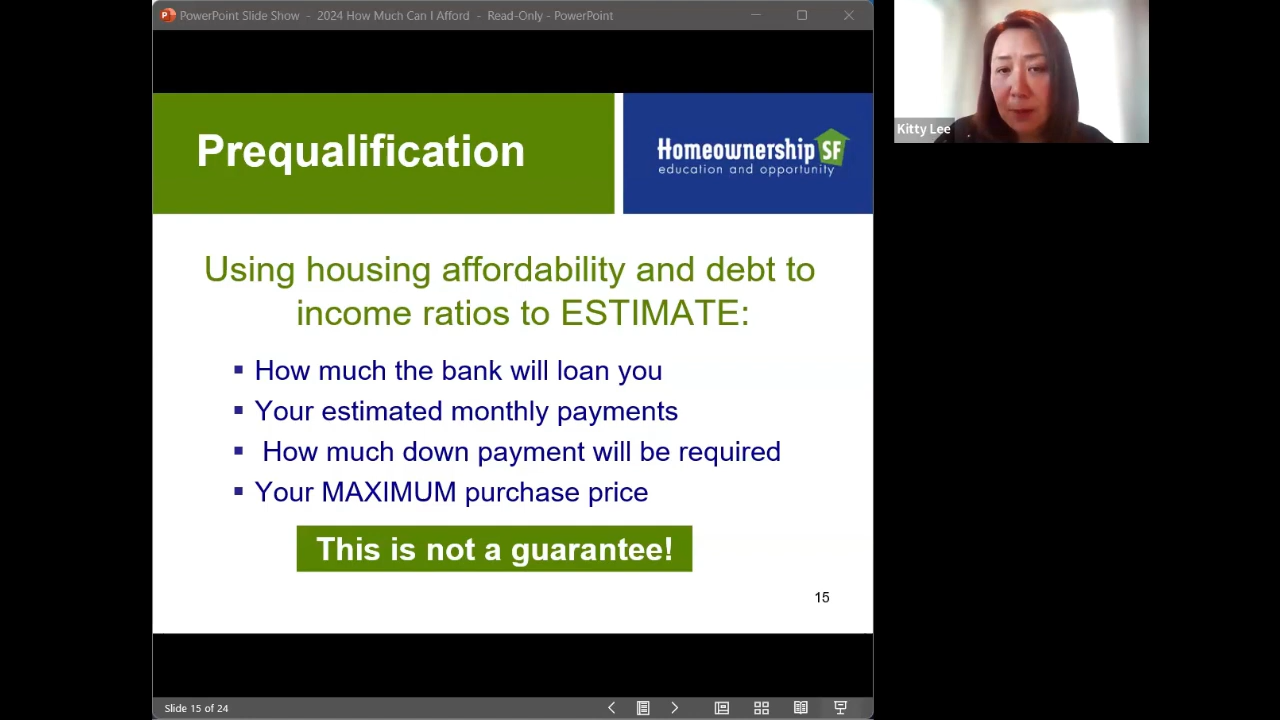 PowerPoint Slide Show - 2024 How Much Can I Afford - Read-Only - PowerPoint
Prequalification
Homeownership SF
education and opportunity
Using housing affordability and debt to
income ratios to ESTIMATE:
How much the bank will loan you
Your estimated monthly payments
How much down payment will be required
Your MAXIMUM purchase price
This is not a guarantee!
15
Slide 15 of 24
Kitty Lee